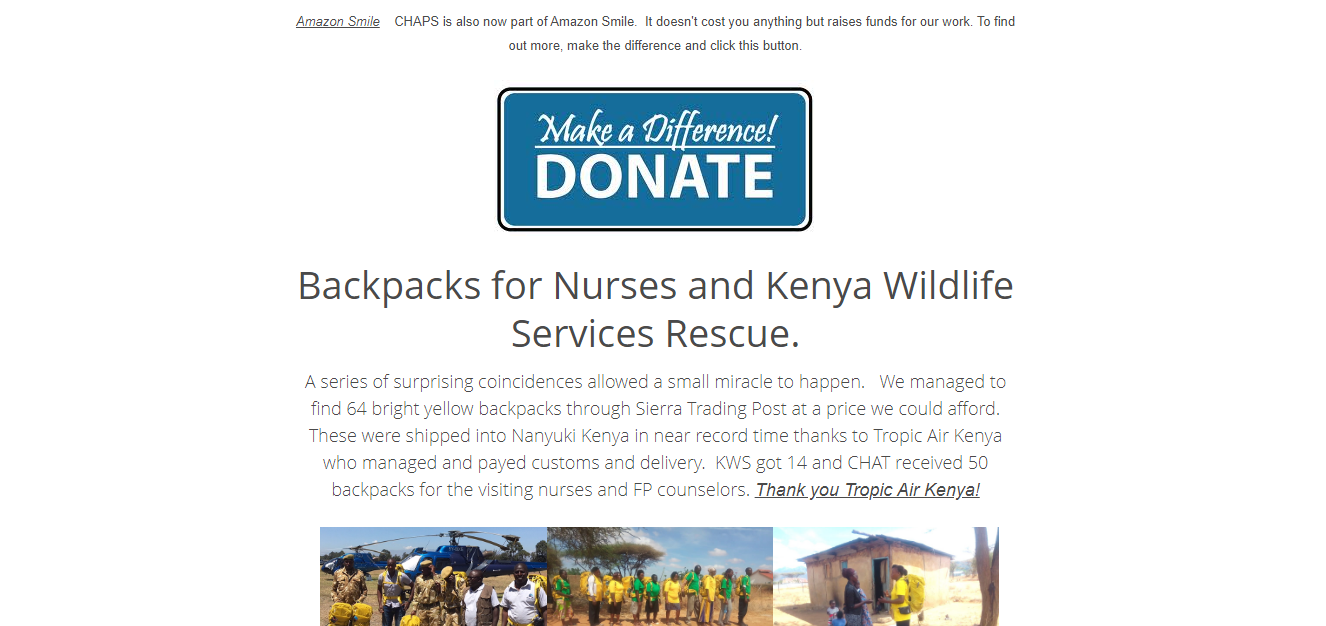 Amazon Smile    CHAPS is also now part of Amazon Smile.  It doesn't cost you anything but raises funds for our work. To find
out more, make the difference and click this button.
Make a Difference!
DONATE
Backpacks for Nurses and Kenya Wildlife
Services Rescue.
A series of surprising coincidences allowed a small miracle to happen.   We managed to
find 64 bright yellow backpacks through Sierra Trading Post at a price we could afford.
These were shipped into Nanyuki Kenya in near record time thanks to Tropic Air Kenya
who managed and payed customs and delivery.  KWS got 14 and CHAT received 50
backpacks for the visiting nurses and FP counselors. Thank you Tropic Air Kenya!